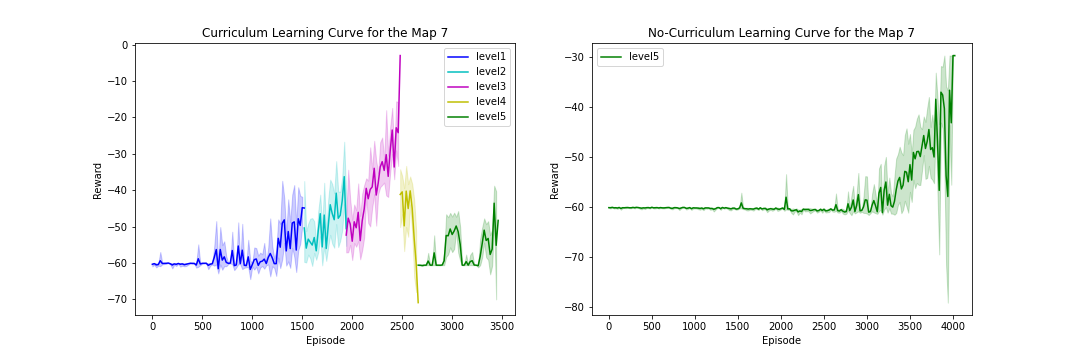 Curriculum Learning Curve for the Map 7
0
−10
−20
−30
−40
−50
−60
−70
Reward
level1
level2
level3
level4
level5
0 500 1000 1500 2000 2500 3000 3500
Episode
No-Curriculum Learning Curve for the Map 7
−30
−40
−50
−60
−70
−80
Reward
level5
0 500 1000 1500 2000 2500 3000 3500 4000
Episode